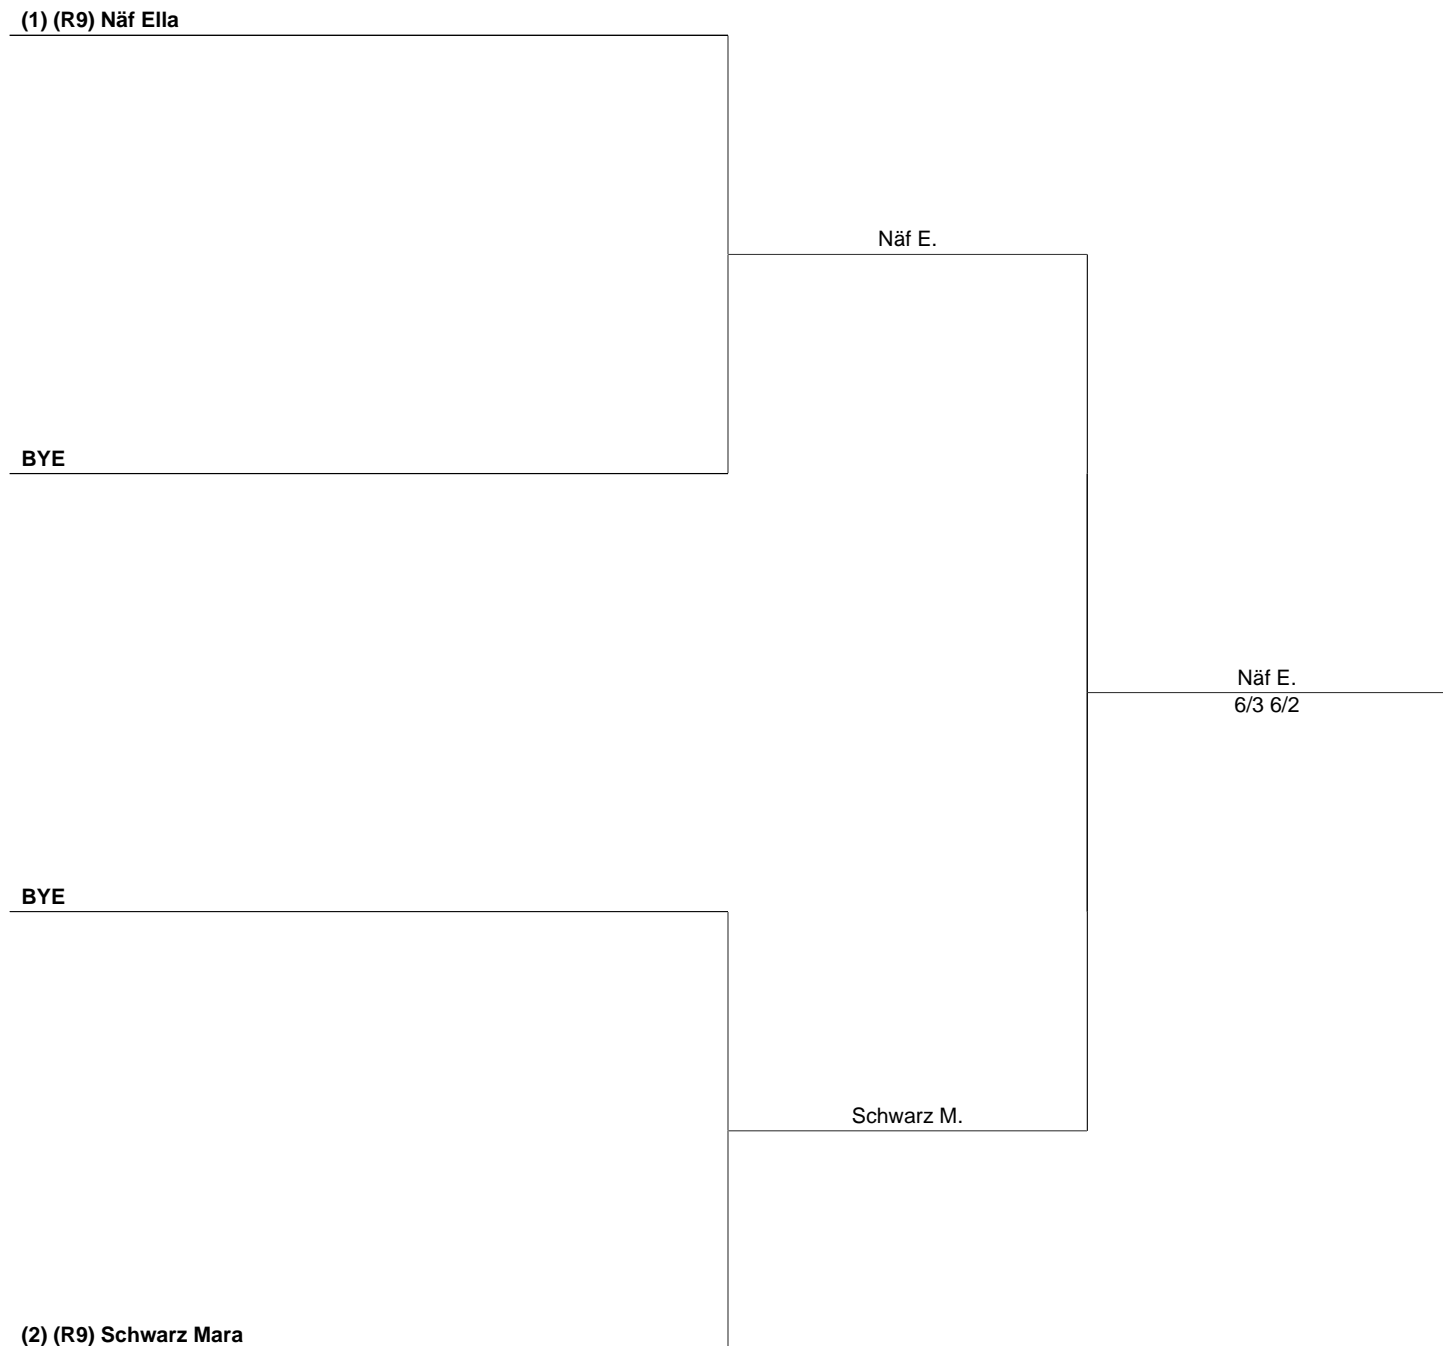 (1) (R9) Näf Ella
Näf E.
BYE
Näf E.
6/3 6/2
BYE
Schwarz M.
(2) (R9) Schwarz Mara